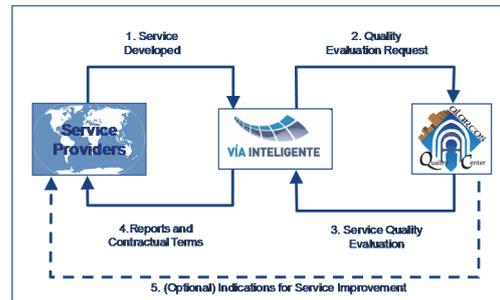 1. Service
Developed
2. Quality
Evaluation Request
Service
Providers
VÍA INTELIGENTE
alarcos
Quality Center
4. Reports and
Contractual Terms
3. Service Quality
Evaluation
5. (Optional) Indications for Service Improvement